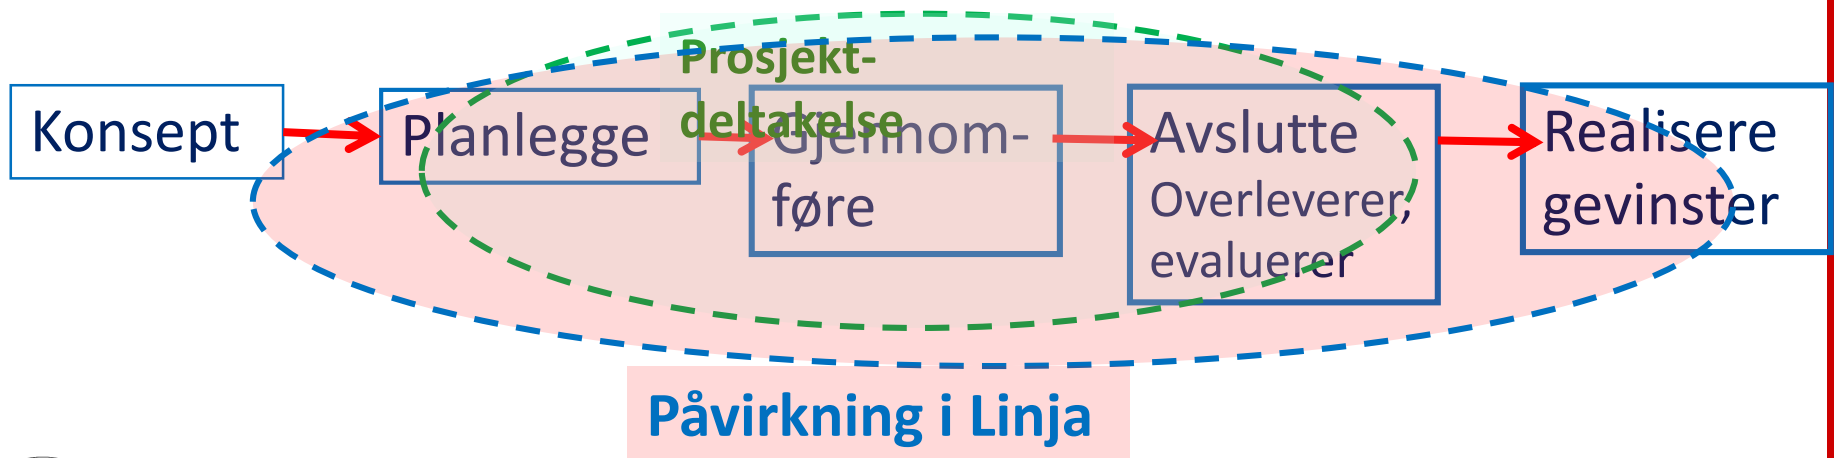 Prosjekt-
deltakelse
Konsept
Planlegge
Gjennom-
føre
Avslutte
Overleverer,
evaluerer
Realisere
gevinster
Påvirkning i Linja